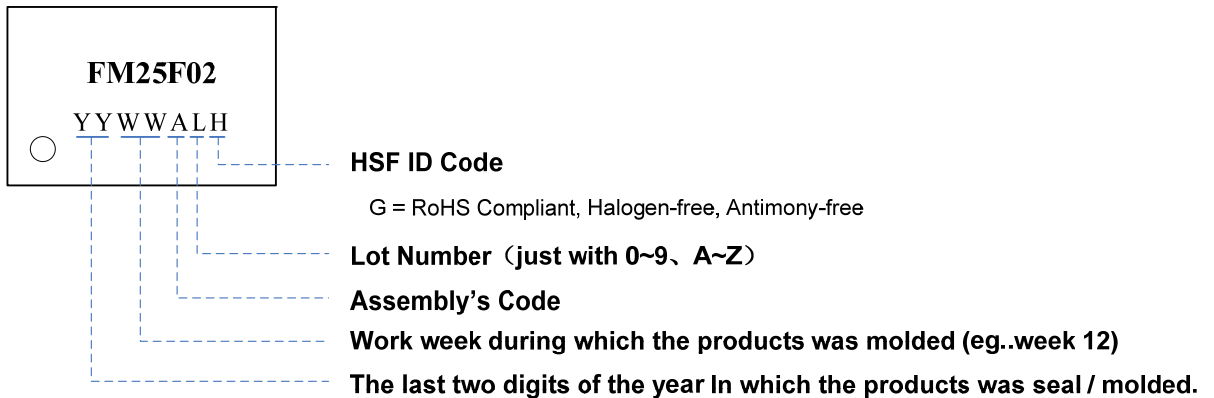 FM25F02
YYWWALH
HSF ID Code
G = RoHS Compliant, Halogen-free, Antimony-free
Lot Number（just with 0~9、A~Z）
Assembly’s Code
Work week during which the products was molded (eg..week 12)
The last two digits of the year In which the products was seal / molded.